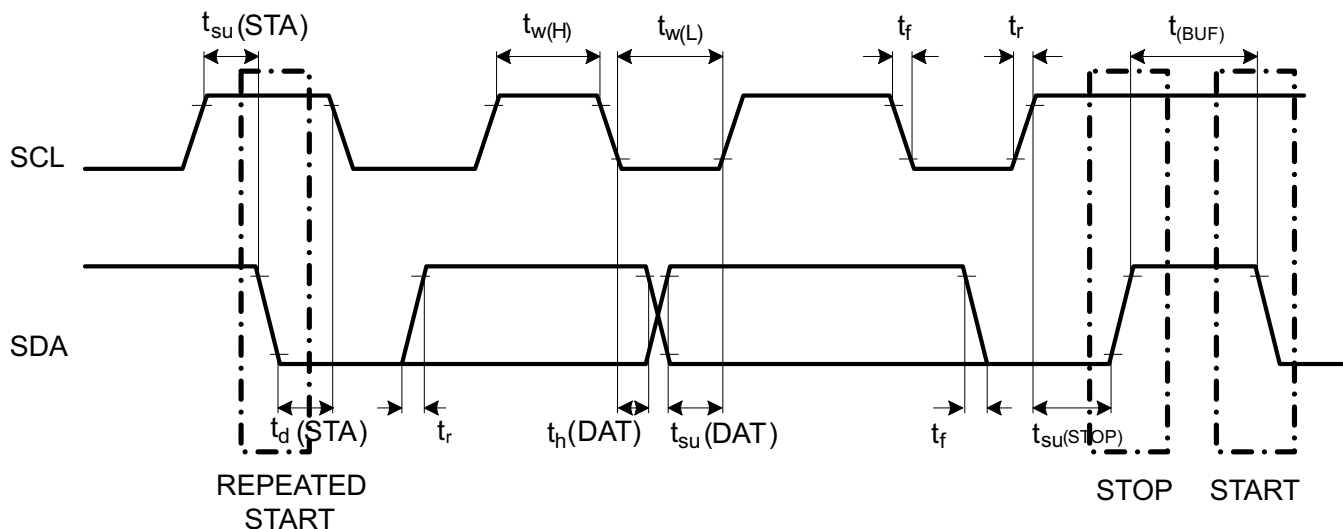 tsu(STA)
tw(H)
tw(L)
tf
tr
t(BUF)
SCL
SDA
td(STA)
tr
th(DAT)
tsu(DAT)
tf
tsu(STOP)
REPEATED
START
STOP
START